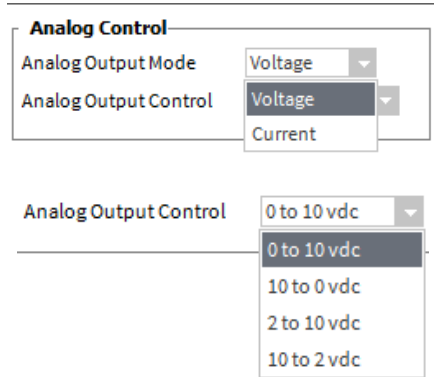 Analog Control
Analog Output Mode Voltage
Analog Output Control Voltage
Current
Analog Output Control 0 to 10 vdc
0 to 10 vdc
10 to 0 vdc
2 to 10 vdc
10 to 2 vdc